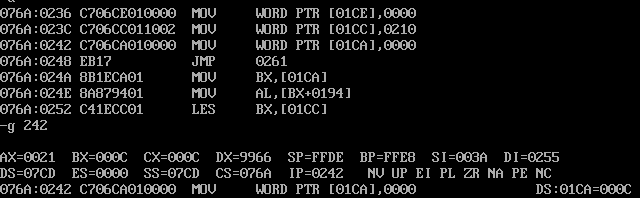 076A:0236 C706CE010000 MOV WORD PTR [01CE],0000
076A:023C C706CC011002 MOV WORD PTR [01CC],0210
076A:0242 C706CA010000 MOV WORD PTR [01CA],0000
076A:0248 EB17 JMP 0261
076A:024A 8B1ECA01 MOV BX,[01CA]
076A:024E 8A879401 MOV AL,[BX+0194]
076A:0252 C41ECC01 LES BX,[01CC]
-g 242
AX=0021 BX=000C CX=000C DX=9966 SP=FFDE BP=FFE8 SI=003A DI=0255
DS=07CD ES=0000 SS=07CD CS=076A IP=0242 NV UP EI PL ZR NA PE NC
076A:0242 C706CA010000 MOV WORD PTR [01CA],0000 DS:01CA=000C